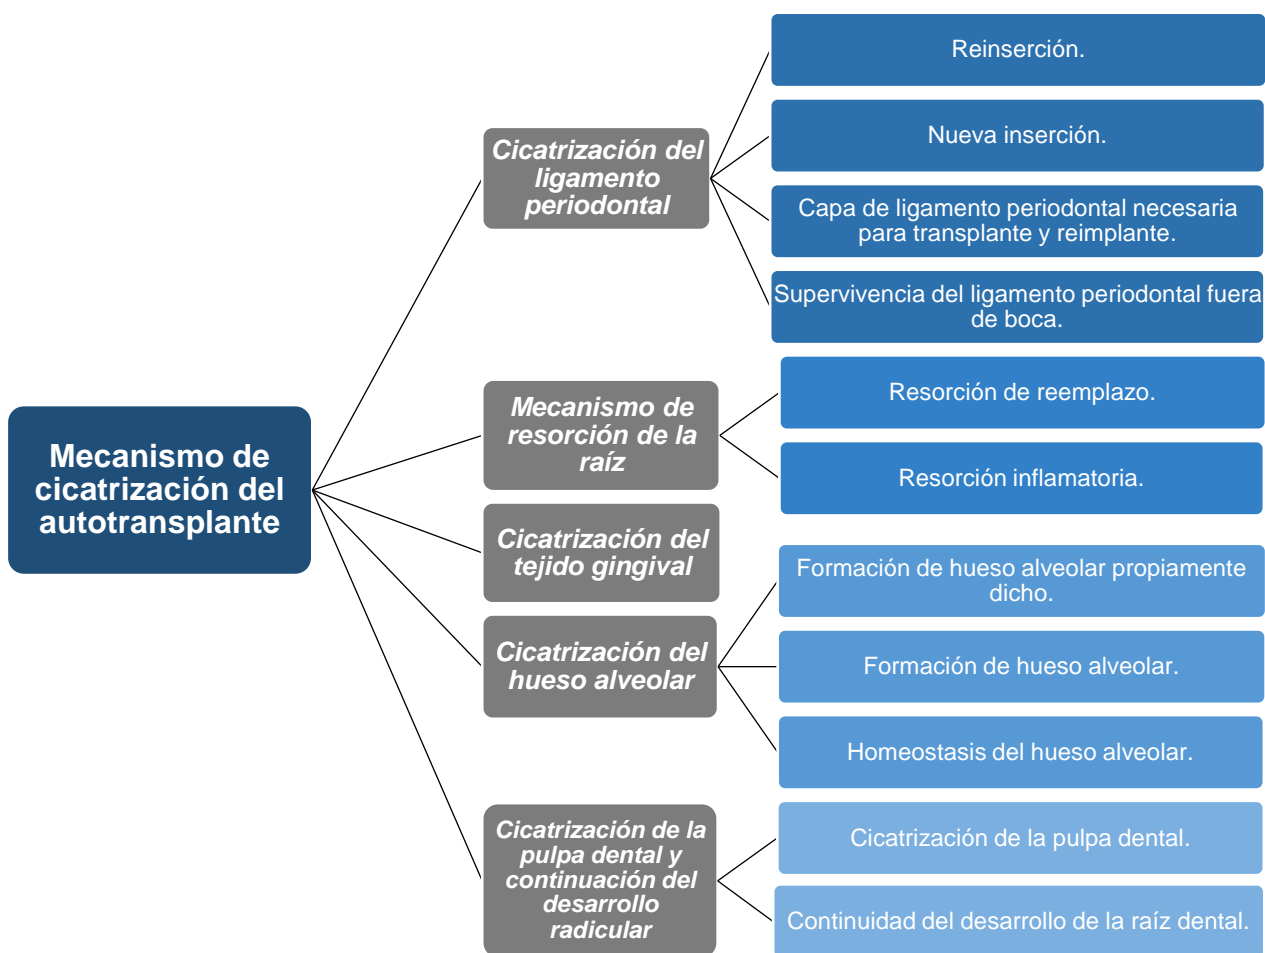 Mecanismo de
cicatrización del
autotransplante
Cicatrización del
ligamento
periodontal
Reinserción.
Nueva inserción.
Capa de ligamento periodontal necesaria
para transplante y reimplante.
Supervivencia del ligamento periodontal fuera
de boca.
Mecanismo de
resorción de la
raíz
Resorción de reemplazo.
Resorción inflamatoria.
Cicatrización del
tejido gingival
Cicatrización del
hueso alveolar
Formación de hueso alveolar propiamente
dicho.
Formación de hueso alveolar.
Homeostasis del hueso alveolar.
Cicatrización de la
pulpa dental y
continuación del
desarrollo
radicular
Cicatrización de la pulpa dental.
Continuidad del desarrollo de la raíz dental.